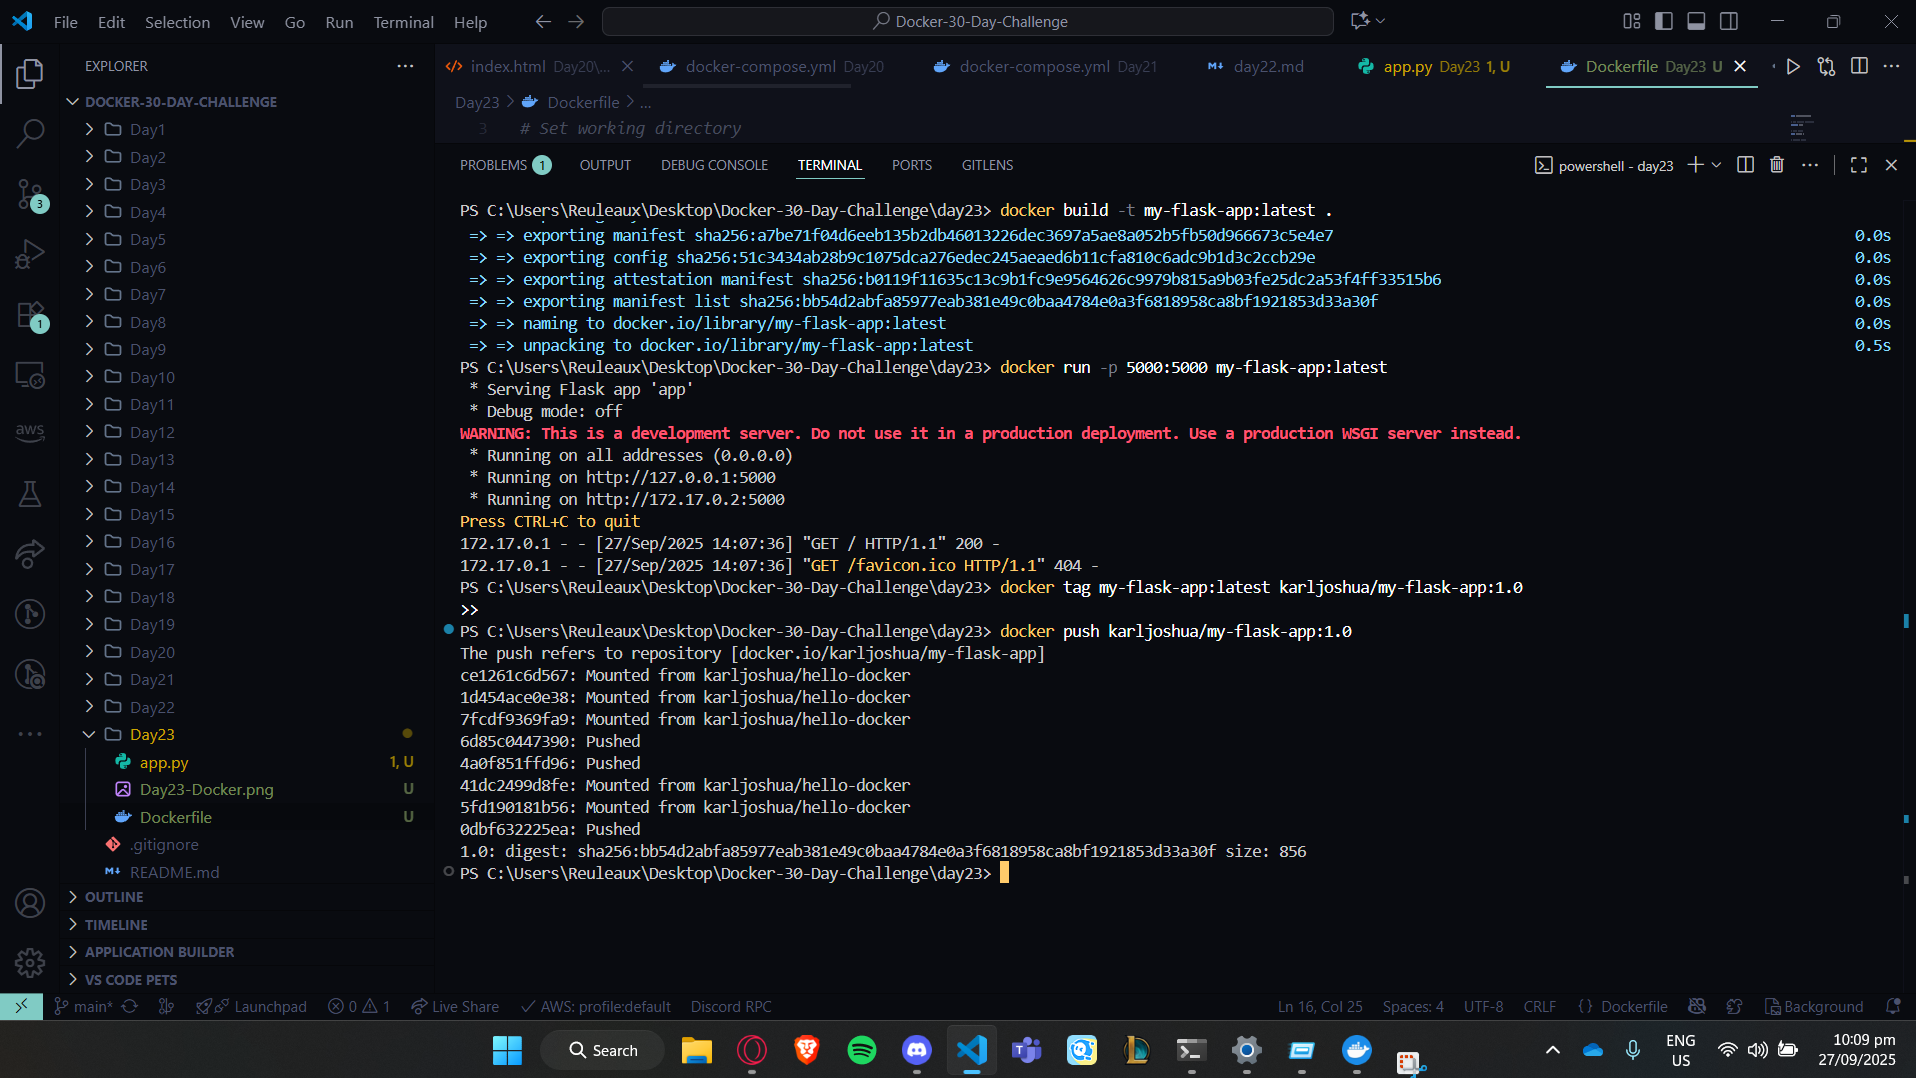 File Edit Selection View Go Run Terminal Help
Docker-30-Day-Challenge
EXPLORER
DOCKER-30-DAY-CHALLENGE
Day1
Day2
Day3
Day4
Day5
Day6
Day7
Day8
Day9
Day10
Day11
Day12
Day13
Day14
Day15
Day16
Day17
Day18
Day19
Day20
Day21
Day22
Day23
app.py 1, U
Day23-Docker.png U
Dockerfile U
.gitignore
README.md
OUTLINE
TIMELINE
APPLICATION BUILDER
VS CODE PETS
3
1
aws
index.html Day20\...
docker-compose.yml Day20
docker-compose.yml Day21
day22.md
app.py Day23 1, U
Dockerfile Day23 U
Day23 > Dockerfile > ...
3 # Set working directory
PROBLEMS 1 OUTPUT DEBUG CONSOLE TERMINAL PORTS GITLENS
powershell - day23
PS C:\Users\Reuleaux\Desktop\Docker-30-Day-Challenge\day23> docker build -t my-flask-app:latest .
=> => exporting manifest sha256:a7be71f04d6eeb135b2db46013226dec3697a5ae8a052b5fb50d966673c5e4e7 0.0s
=> => exporting config sha256:51c3434ab28b9c1075dca276edec245aeaed6b11cfa810c6adc9b1d3c2ccb29e 0.0s
=> => exporting attestation manifest sha256:b0119f11635c13c9b1fc9e9564626c9979b815a9b03fe25dc2a53f4ff33515b6 0.0s
=> => exporting manifest list sha256:bb54d2abfa85977eab381e49c0baa4784e0a3f6818958ca8bf1921853d33a30f 0.0s
=> => naming to docker.io/library/my-flask-app:latest 0.0s
=> => unpacking to docker.io/library/my-flask-app:latest 0.5s
PS C:\Users\Reuleaux\Desktop\Docker-30-Day-Challenge\day23> docker run -p 5000:5000 my-flask-app:latest
* Serving Flask app 'app'
* Debug mode: off
WARNING: This is a development server. Do not use it in a production deployment. Use a production WSGI server instead.
* Running on all addresses (0.0.0.0)
* Running on http://127.0.0.1:5000
* Running on http://172.17.0.2:5000
Press CTRL+C to quit
172.17.0.1 - - [27/Sep/2025 14:07:36] "GET / HTTP/1.1" 200 -
172.17.0.1 - - [27/Sep/2025 14:07:36] "GET /favicon.ico HTTP/1.1" 404 -
PS C:\Users\Reuleaux\Desktop\Docker-30-Day-Challenge\day23> docker tag my-flask-app:latest karljoshua/my-flask-app:1.0
>>
PS C:\Users\Reuleaux\Desktop\Docker-30-Day-Challenge\day23> docker push karljoshua/my-flask-app:1.0
The push refers to repository [docker.io/karljoshua/my-flask-app]
ce1261c6d567: Mounted from karljoshua/hello-docker
1d454ace0e38: Mounted from karljoshua/hello-docker
7fcdf9369fa9: Mounted from karljoshua/hello-docker
6d85c0447390: Pushed
4a0f851ffd96: Pushed
41dc2499d8fe: Mounted from karljoshua/hello-docker
5fd190181b56: Mounted from karljoshua/hello-docker
0dbf632225ea: Pushed
1.0: digest: sha256:bb54d2abfa85977eab381e49c0baa4784e0a3f6818958ca8bf1921853d33a30f size: 856
PS C:\Users\Reuleaux\Desktop\Docker-30-Day-Challenge\day23>
main* Launchpad 0 1 Live Share AWS: profile:default Discord RPC
Ln 16, Col 25 Spaces: 4 UTF-8 CRLF {} Dockerfile Background
Search
ENG
US
10:09 pm
27/09/2025